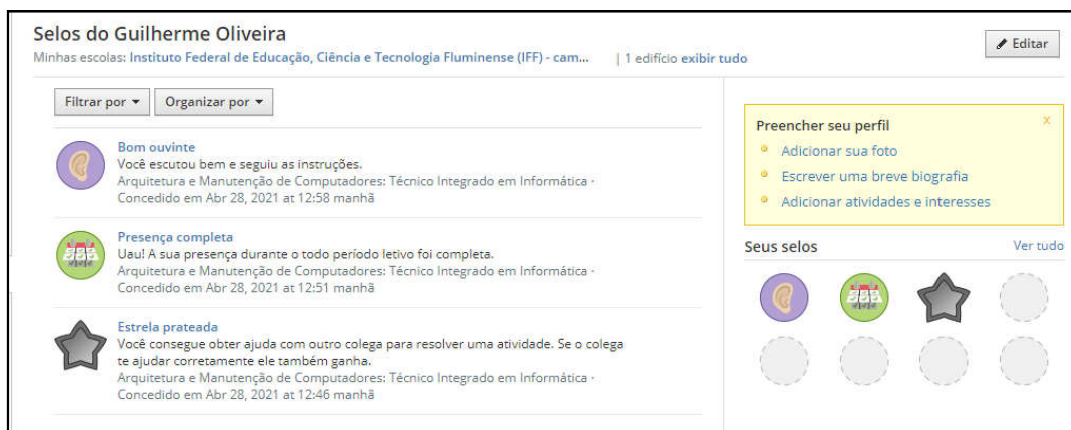 Selos do Guilherme Oliveira
Minhas escolas: Instituto Federal de Educação, Ciência e Tecnologia Fluminense (IFF) - cam... | 1 edifício exibir tudo
Editar
Filtrar por
Organizar por
Bom ouvinte
Você escutou bem e seguiu as instruções.
Arquitetura e Manutenção de Computadores: Técnico Integrado em Informática ·
Concedido em Abr 28, 2021 at 12:58 manhã
Presença completa
Uau! A sua presença durante o todo período letivo foi completa.
Arquitetura e Manutenção de Computadores: Técnico Integrado em Informática ·
Concedido em Abr 28, 2021 at 12:51 manhã
Estrela prateada
Você consegue obter ajuda com outro colega para resolver uma atividade. Se o colega
te ajudar corretamente ele também ganha.
Arquitetura e Manutenção de Computadores: Técnico Integrado em Informática ·
Concedido em Abr 28, 2021 at 12:46 manhã
Preencher seu perfil
x
Adicionar sua foto
Escrever uma breve biografia
Adicionar atividades e interesses
Seus selos
Ver tudo